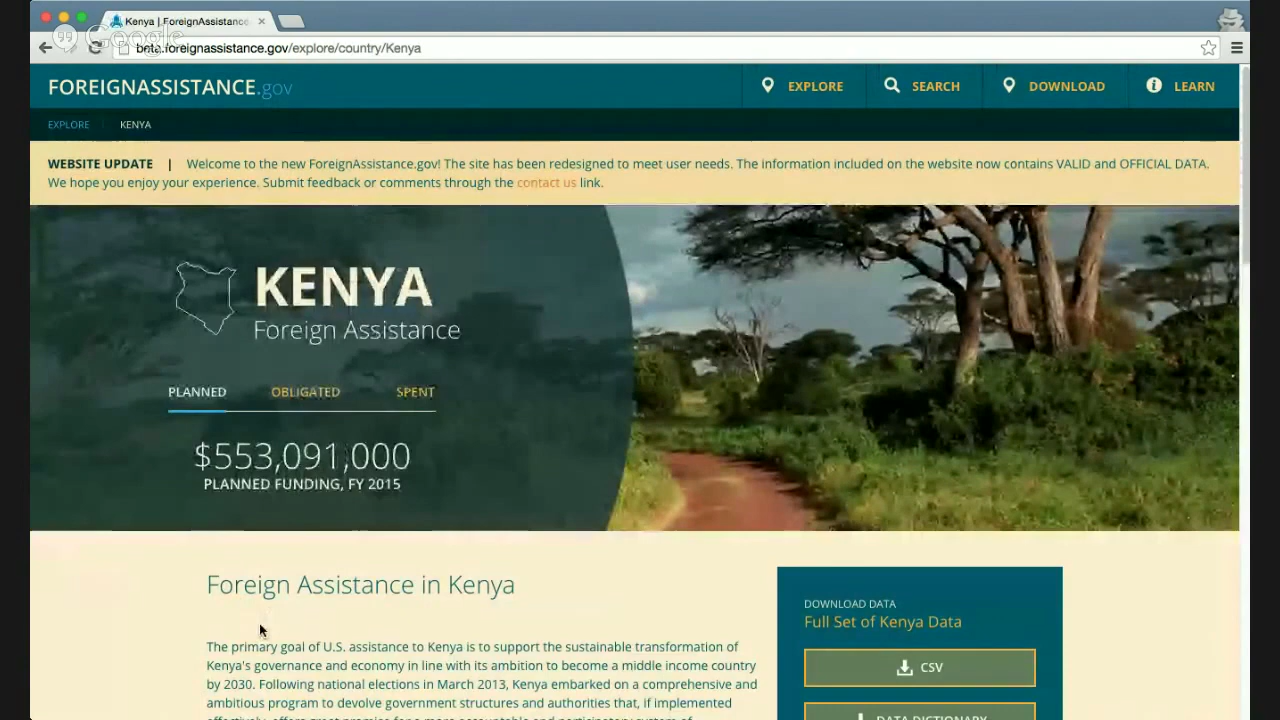 Kenya | ForeignAssistance.
Google
beta.foreignassistance.gov/explore/country/Kenya
FOREIGNASSISTANCE.gov
EXPLORE
SEARCH
DOWNLOAD
LEARN
EXPLORE
KENYA
WEBSITE UPDATE | Welcome to the new ForeignAssistance.gov! The site has been redesigned to meet user needs. The information included on the website now contains VALID and OFFICIAL DATA.
We hope you enjoy your experience. Submit feedback or comments through the contact us link.
KENYA
Foreign Assistance
PLANNED
OBLIGATED
SPENT
$553,091,000
PLANNED FUNDING, FY 2015
Foreign Assistance in Kenya
The primary goal of U.S. assistance to Kenya is to support the sustainable transformation of
Kenya's governance and economy in line with its ambition to become a middle income country
by 2030. Following national elections in March 2013, Kenya embarked on a comprehensive and
ambitious program to devolve government structures and authorities that, if implemented
DOWNLOAD DATA
Full Set of Kenya Data
CSV
DATA DICTIONARY